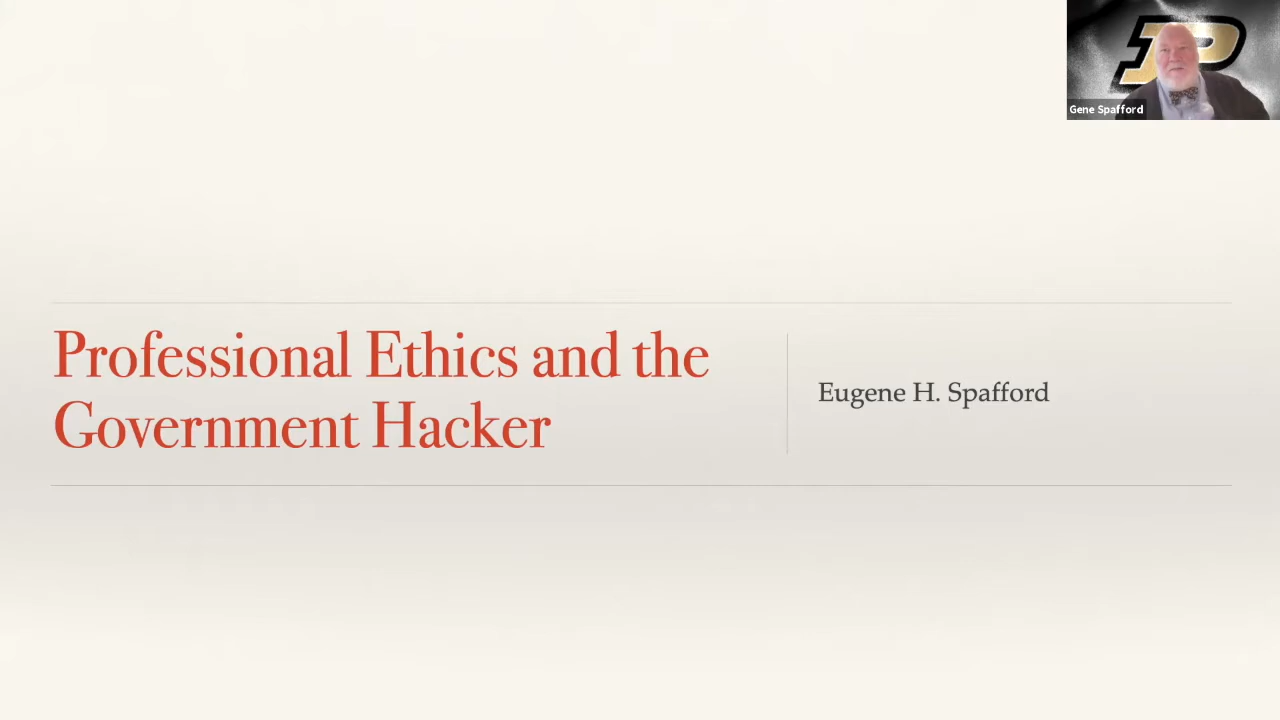 Gene Spafford
Professional Ethics and the
Government Hacker
Eugene H. Spafford